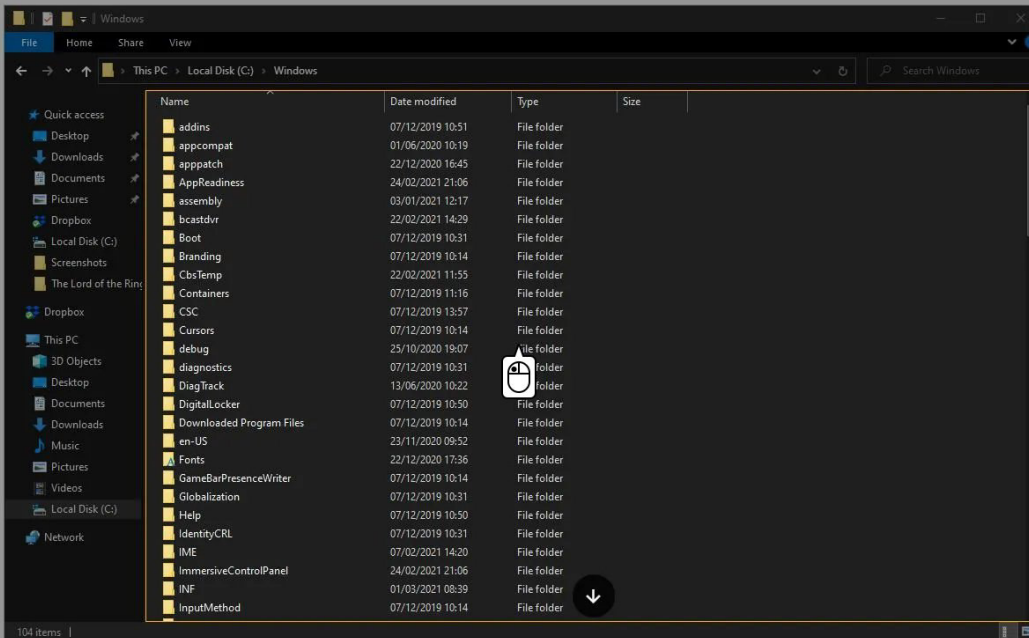 Windows
File Home Share View
This PC > Local Disk (C:) > Windows
Search Windows
Quick access
Desktop
Downloads
Documents
Pictures
Dropbox
Local Disk (C:)
Screenshots
The Lord of the Ring
Dropbox
This PC
3D Objects
Desktop
Documents
Downloads
Music
Pictures
Videos
Local Disk (C:)
Network
Name Date modified Type Size
addins 07/12/2019 10:51 File folder
appcompat 01/06/2020 10:19 File folder
apppatch 22/12/2020 16:45 File folder
AppReadiness 24/02/2021 21:06 File folder
assembly 03/01/2021 12:17 File folder
bcastdvr 22/02/2021 14:29 File folder
Boot 07/12/2019 10:31 File folder
Branding 07/12/2019 10:14 File folder
CbsTemp 22/02/2021 11:55 File folder
Containers 07/12/2019 11:16 File folder
CSC 07/12/2019 13:57 File folder
Cursors 07/12/2019 10:14 File folder
debug 25/10/2020 19:07 File folder
diagnostics 07/12/2019 10:31 folder
DiagTrack 13/06/2020 10:22 folder
DigitalLocker 07/12/2019 10:50 File folder
Downloaded Program Files 07/12/2019 10:14 File folder
en-US 23/11/2020 09:52 File folder
Fonts 22/12/2020 17:36 File folder
GameBarPresenceWriter 07/12/2019 10:14 File folder
Globalization 07/12/2019 10:31 File folder
Help 07/12/2019 10:50 File folder
IdentityCRL 07/12/2019 10:31 File folder
IME 07/02/2021 14:20 File folder
ImmersiveControlPanel 24/02/2021 21:06 File folder
INF 01/03/2021 08:39 File folder
InputMethod 07/12/2019 10:14 File folder
104 items